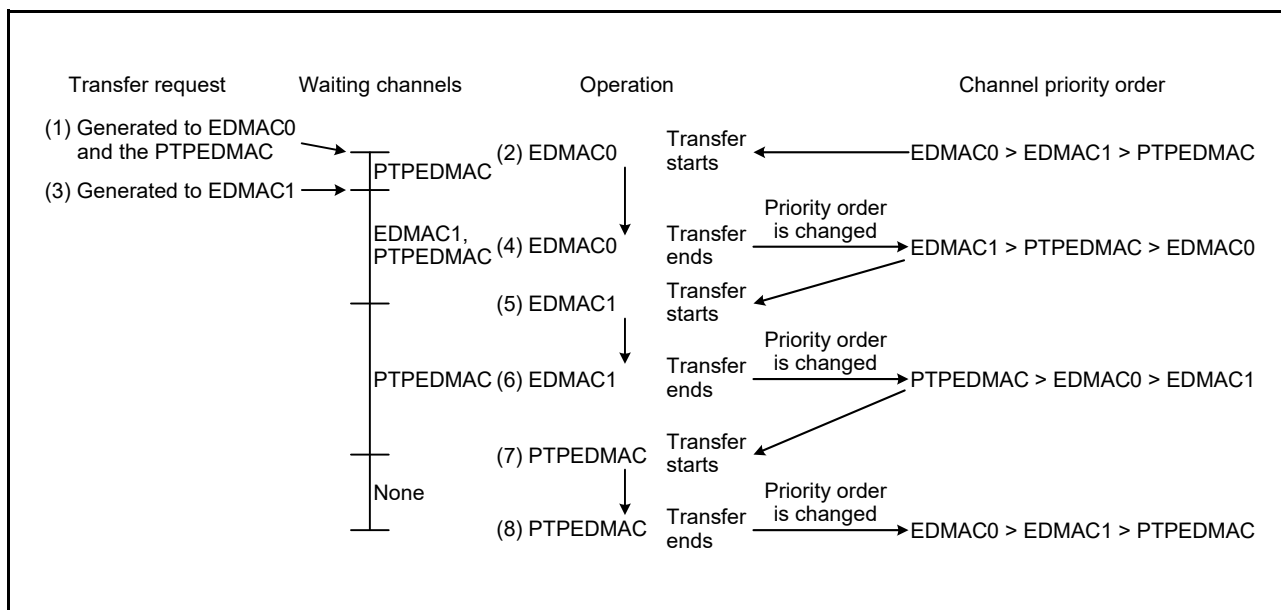 Transfer request
Waiting channels
Operation
Channel priority order
(1) Generated to EDMAC0
and the PTPEDMAC
PTPEDMAC
(2) EDMAC0
Transfer
starts
EDMAC0 > EDMAC1 > PTPEDMAC
(3) Generated to EDMAC1
EDMAC1,
PTPEDMAC
(4) EDMAC0
Transfer
ends
Priority order
is changed
EDMAC1 > PTPEDMAC > EDMAC0
(5) EDMAC1
Transfer
starts
PTPEDMAC
(6) EDMAC1
Transfer
ends
Priority order
is changed
PTPEDMAC > EDMAC0 > EDMAC1
(7) PTPEDMAC
Transfer
starts
None
(8) PTPEDMAC
Transfer
ends
Priority order
is changed
EDMAC0 > EDMAC1 > PTPEDMAC